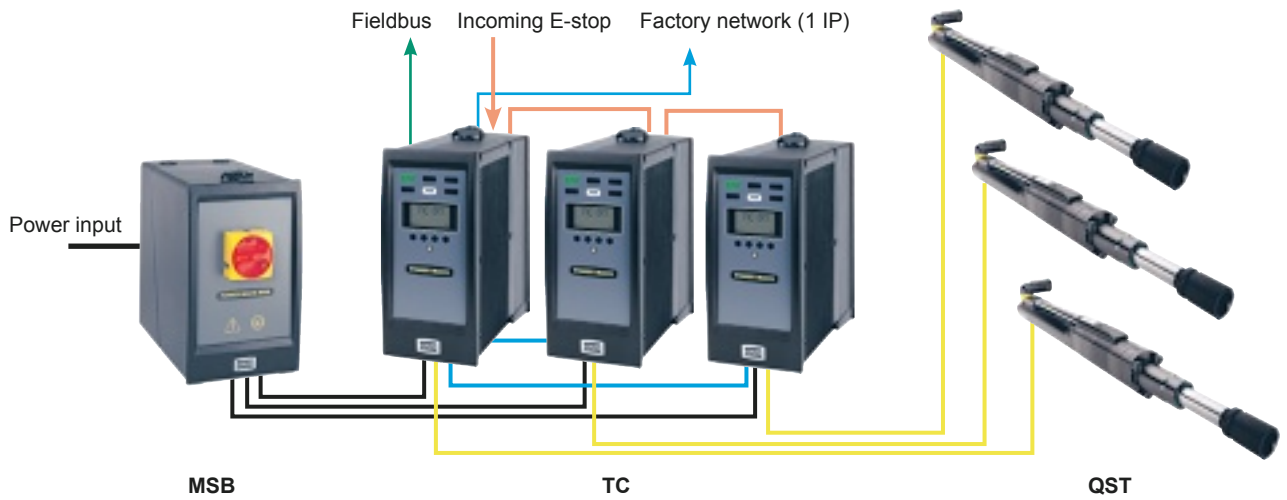 Fieldbus Incoming E-stop Factory network (1 IP)
Power input
MSB TC QST